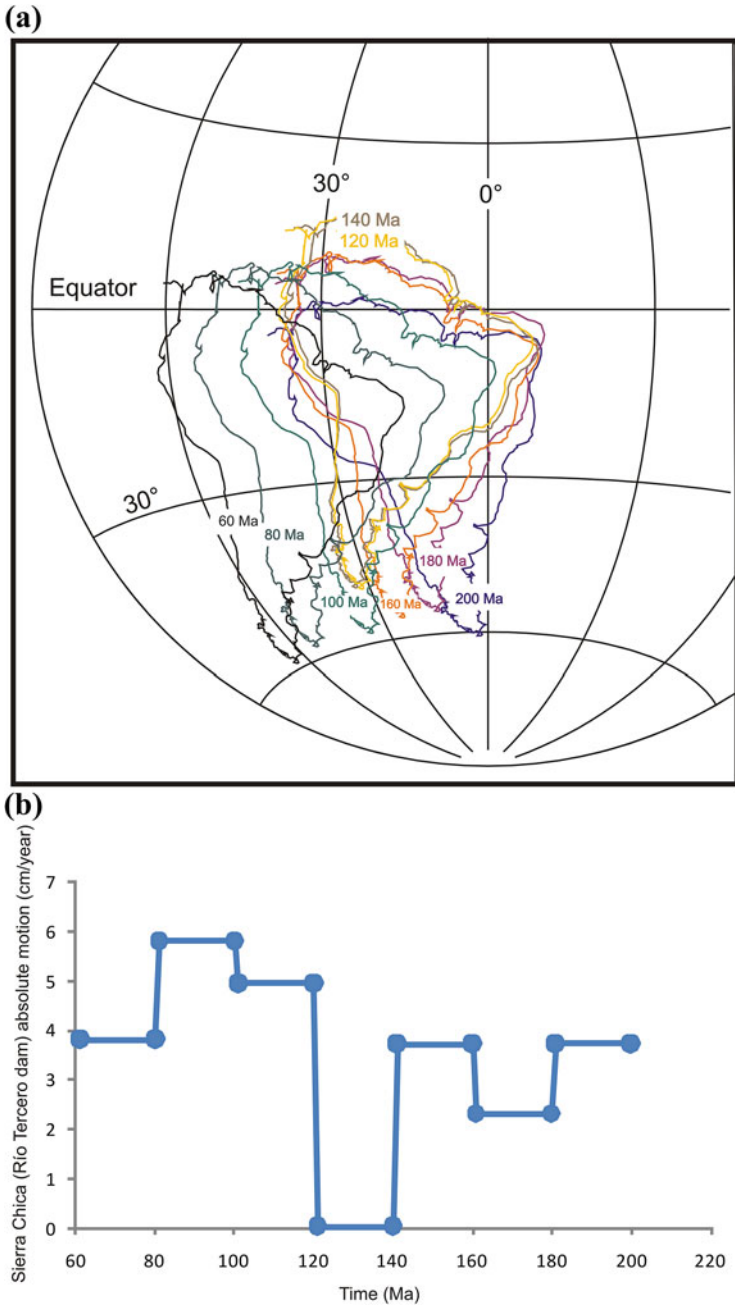 (a)
30°
0°
140 Ma
120 Ma
Equator
30°
60 Ma
80 Ma
100 Ma
160 Ma
180 Ma
200 Ma
(b)
Sierra Chica (Río Tercero dam) absolute motion (cm/year)
7
6
5
4
3
2
1
0
60 80 100 120 140 160 180 200 220
Time (Ma)